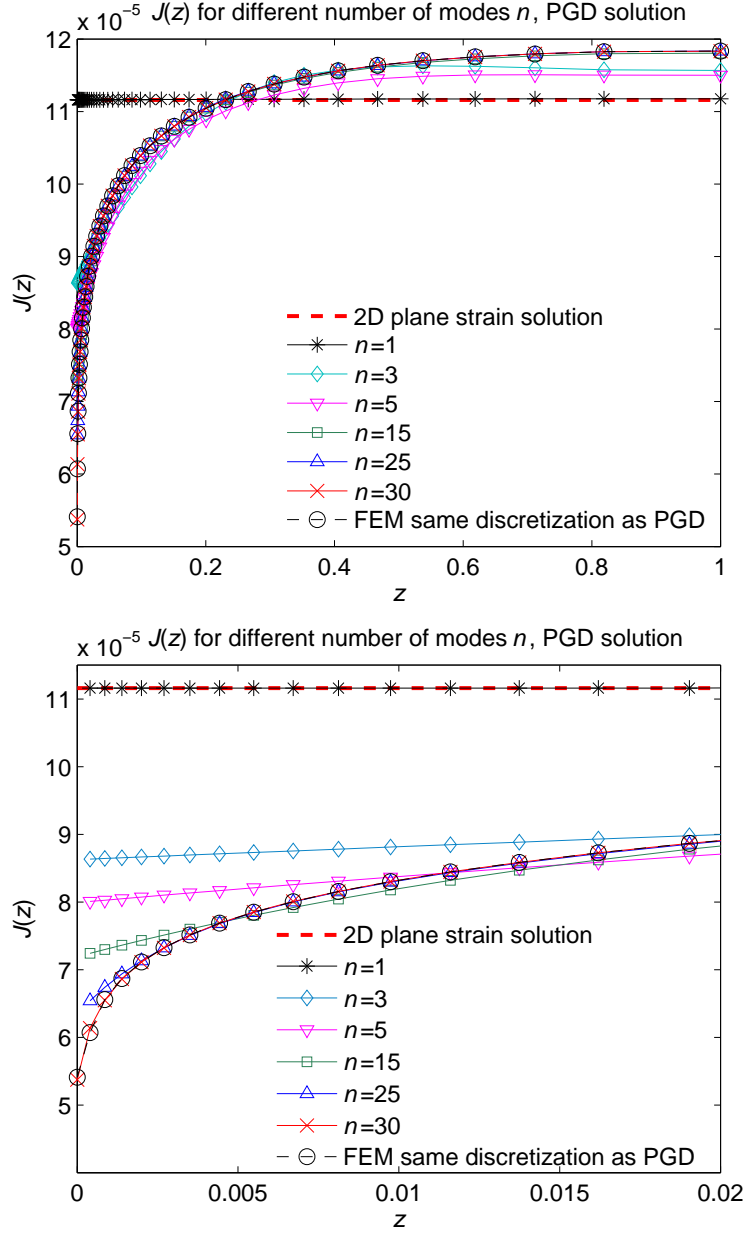 x 10⁻⁵ J(z) for different number of modes n, PGD solution
12
11
10
9
8
7
6
5
J(z)
2D plane strain solution
n=1
n=3
n=5
n=15
n=25
n=30
FEM same discretization as PGD
0 0.2 0.4 0.6 0.8 1
z
x 10⁻⁵ J(z) for different number of modes n, PGD solution
11
10
9
8
7
6
5
J(z)
2D plane strain solution
n=1
n=3
n=5
n=15
n=25
n=30
FEM same discretization as PGD
0 0.005 0.01 0.015 0.02
z